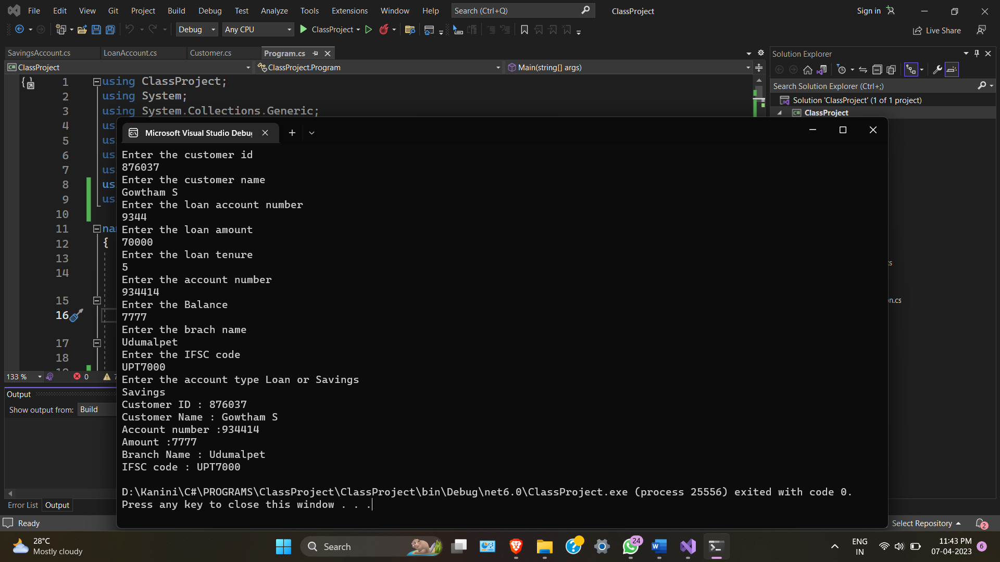 File Edit View Git Project Build Debug Test Analyze Tools Extensions Window Help Search (Ctrl+Q) ClassProject Sign in
Debug Any CPU ClassProject Live Share
SavingsAccount.cs LoanAccount.cs Customer.cs Program.cs
ClassProject ClassProject.Program Main(string[] args)
Solution Explorer
Search Solution Explorer (Ctrl+;)
Solution 'ClassProject' (1 of 1 project)
ClassProject
1 using ClassProject;
2 using System;
3 using System.Collections.Generic;
4 us
5 us
6 us
7 us
8 us
9 us
10
11 na
12 {
13
14
15
16
17
18
133 % 0 7
Output
Show output from: Build
Error List Output
Ready
Microsoft Visual Studio Debug
Enter the customer id
876037
Enter the customer name
Gowtham S
Enter the loan account number
9344
Enter the loan amount
70000
Enter the loan tenure
5
Enter the account number
934414
Enter the Balance
7777
Enter the brach name
Udumalpet
Enter the IFSC code
UPT7000
Enter the account type Loan or Savings
Savings
Customer ID : 876037
Customer Name : Gowtham S
Account number :934414
Amount :7777
Branch Name : Udumalpet
IFSC code : UPT7000
D:\Kanini\C#\PROGRAMS\ClassProject\ClassProject\bin\Debug\net6.0\ClassProject.exe (process 25556) exited with code 0.
Press any key to close this window . . .
cs
n.cs
Select Repository 2
28°C
Mostly cloudy
Search
24
ENG
IN
11:43 PM
07-04-2023
6